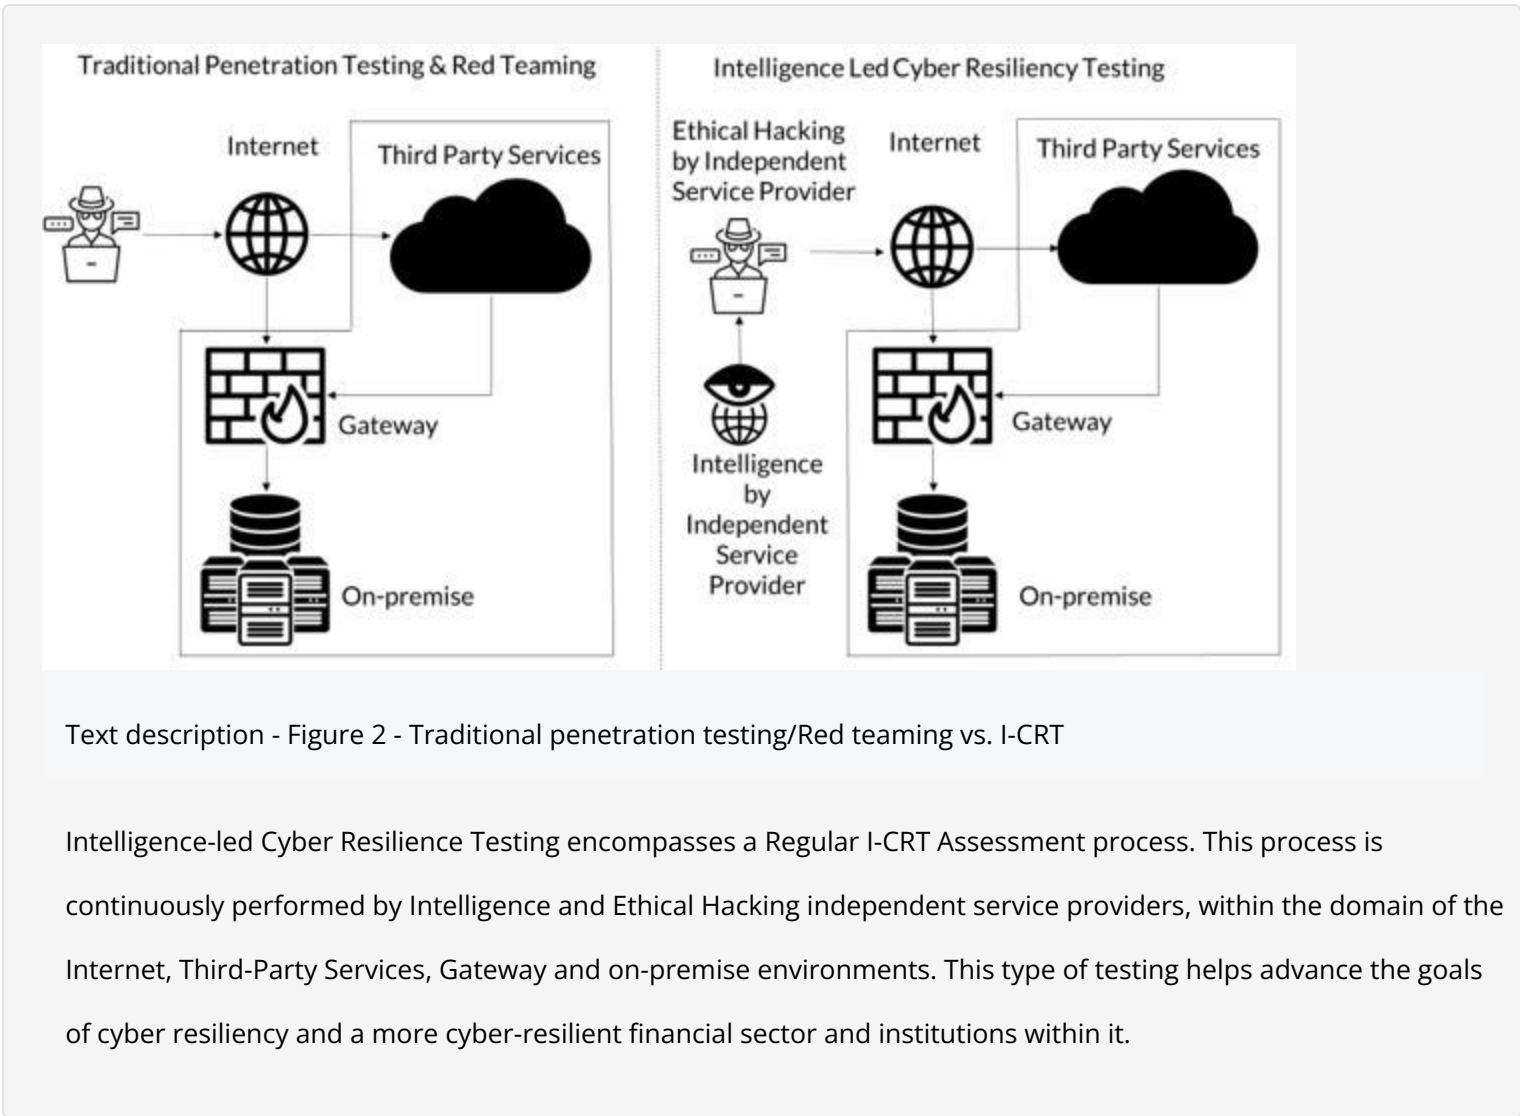 Traditional Penetration Testing & Red Teaming
Internet
Third Party Services
Gateway
On-premise
Intelligence Led Cyber Resiliency Testing
Ethical Hacking
by Independent
Service Provider
Internet
Third Party Services
Intelligence
by
Independent
Service
Provider
Gateway
On-premise
Text description - Figure 2 - Traditional penetration testing/Red teaming vs. I-CRT
Intelligence-led Cyber Resilience Testing encompasses a Regular I-CRT Assessment process. This process is
continuously performed by Intelligence and Ethical Hacking independent service providers, within the domain of the
Internet, Third-Party Services, Gateway and on-premise environments. This type of testing helps advance the goals
of cyber resiliency and a more cyber-resilient financial sector and institutions within it.